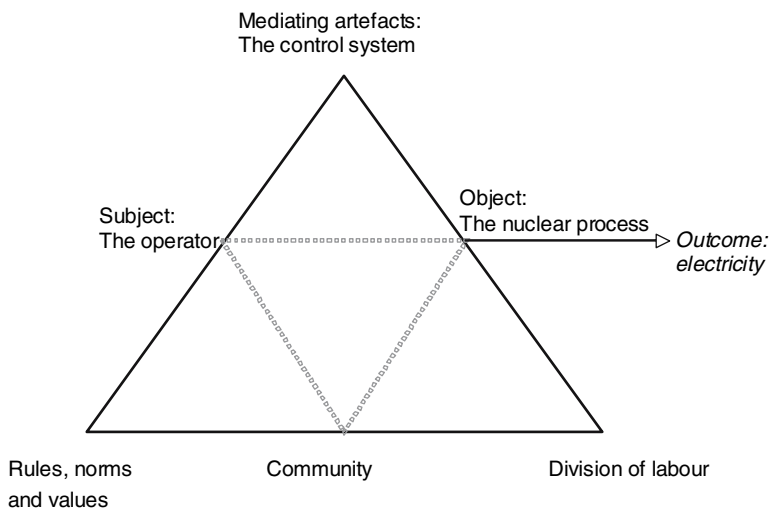 Mediating artefacts:
The control system
Subject:
The operator
Object:
The nuclear process
Outcome:
electricity
Rules, norms
and values
Community
Division of labour